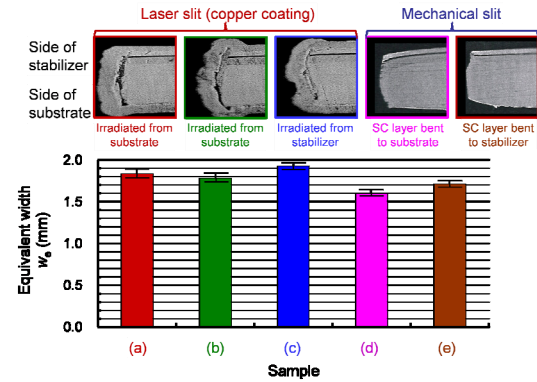 Laser slit (copper coating)
Mechanical slit
Side of
stabilizer
Side of
substrate
Irradiated from
substrate
Irradiated from
substrate
Irradiated from
stabilizer
SC layer bent
to substrate
SC layer bent
to stabilizer
Equivalent width
we (mm)
2.0
1.5
1.0
0.5
0.0
(a)
(b)
(c)
(d)
(e)
Sample